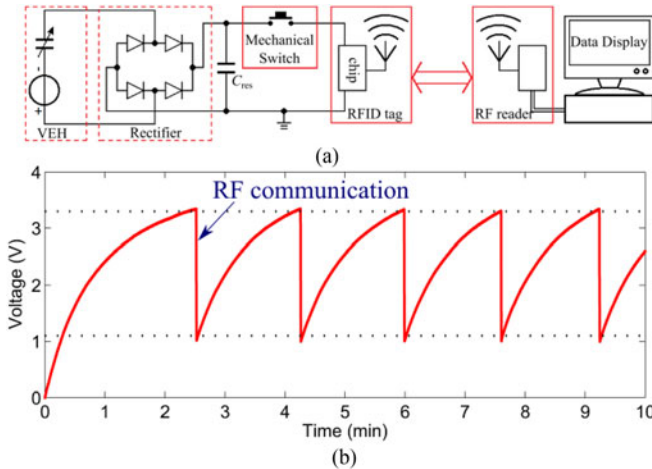 VEH
-
+
Rectifier
C_res
Mechanical
Switch
chip
RFID tag
RF reader
Data Display
(a)
RF communication
Voltage (V)
4
3
2
1
0
0 1 2 3 4 5 6 7 8 9 10
Time (min)
(b)